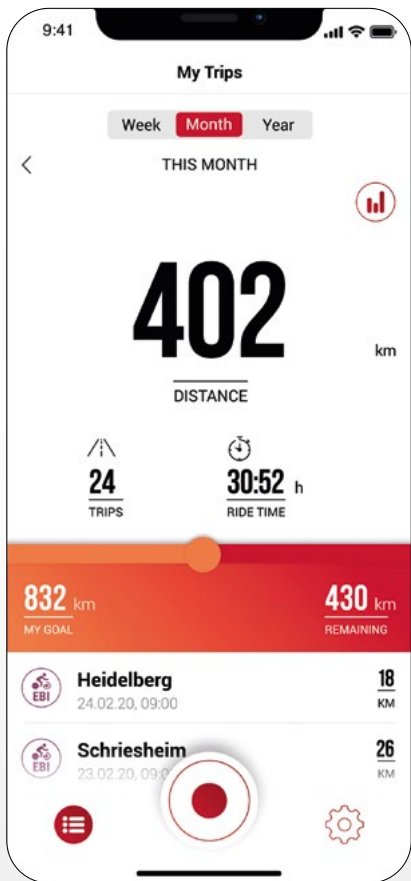 9:41
My Trips
Week Month Year
THIS MONTH
402 km
DISTANCE
24 30:52 h
TRIPS RIDE TIME
832 km 430 km
MY GOAL REMAINING
EBI Heidelberg 18
24.02.20, 09:00 KM
EBI Schriesheim 26
23.02.20, 09:0 KM